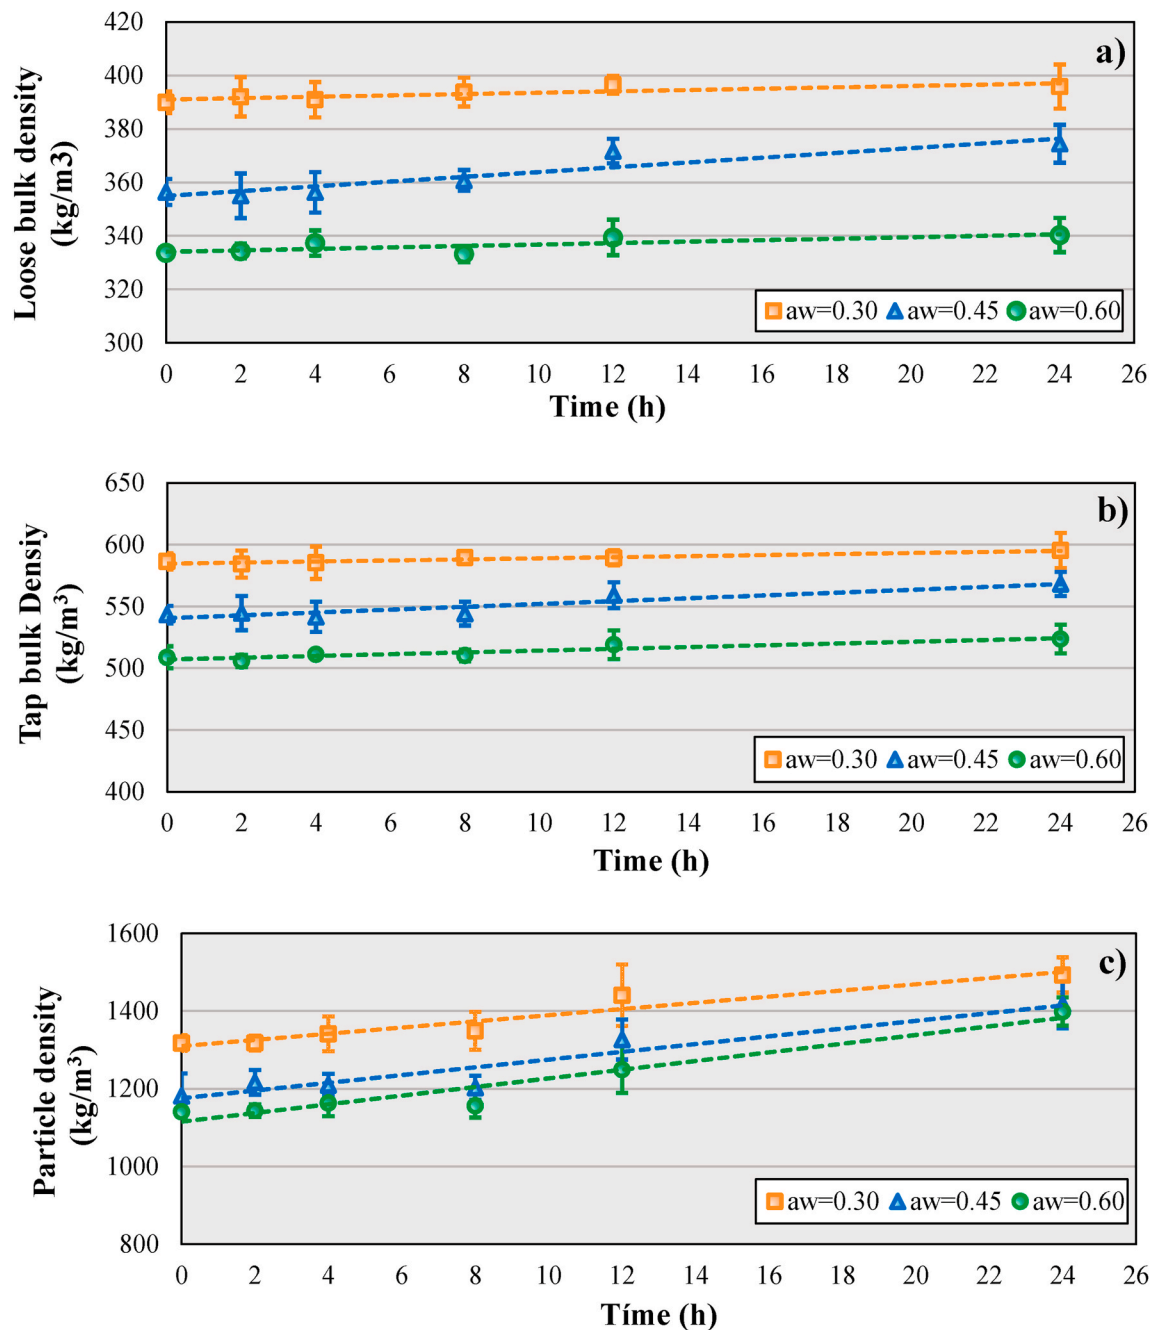 a)
Loose bulk density
(kg/m3)
420
400
380
360
340
320
300
aw=0.30 aw=0.45 aw=0.60
0 2 4 6 8 10 12 14 16 18 20 22 24 26
Time (h)
b)
Tap bulk Densiy
(kg/m³)
650
600
550
500
450
400
aw=0.30 aw=0.45 aw=0.60
0 2 4 6 8 10 12 14 16 18 20 22 24 26
Time (h)
c)
Particle density
(kg/m³)
1600
1400
1200
1000
800
aw=0.30 aw=0.45 aw=0.60
0 2 4 6 8 10 12 14 16 18 20 22 24 26
Tíme (h)